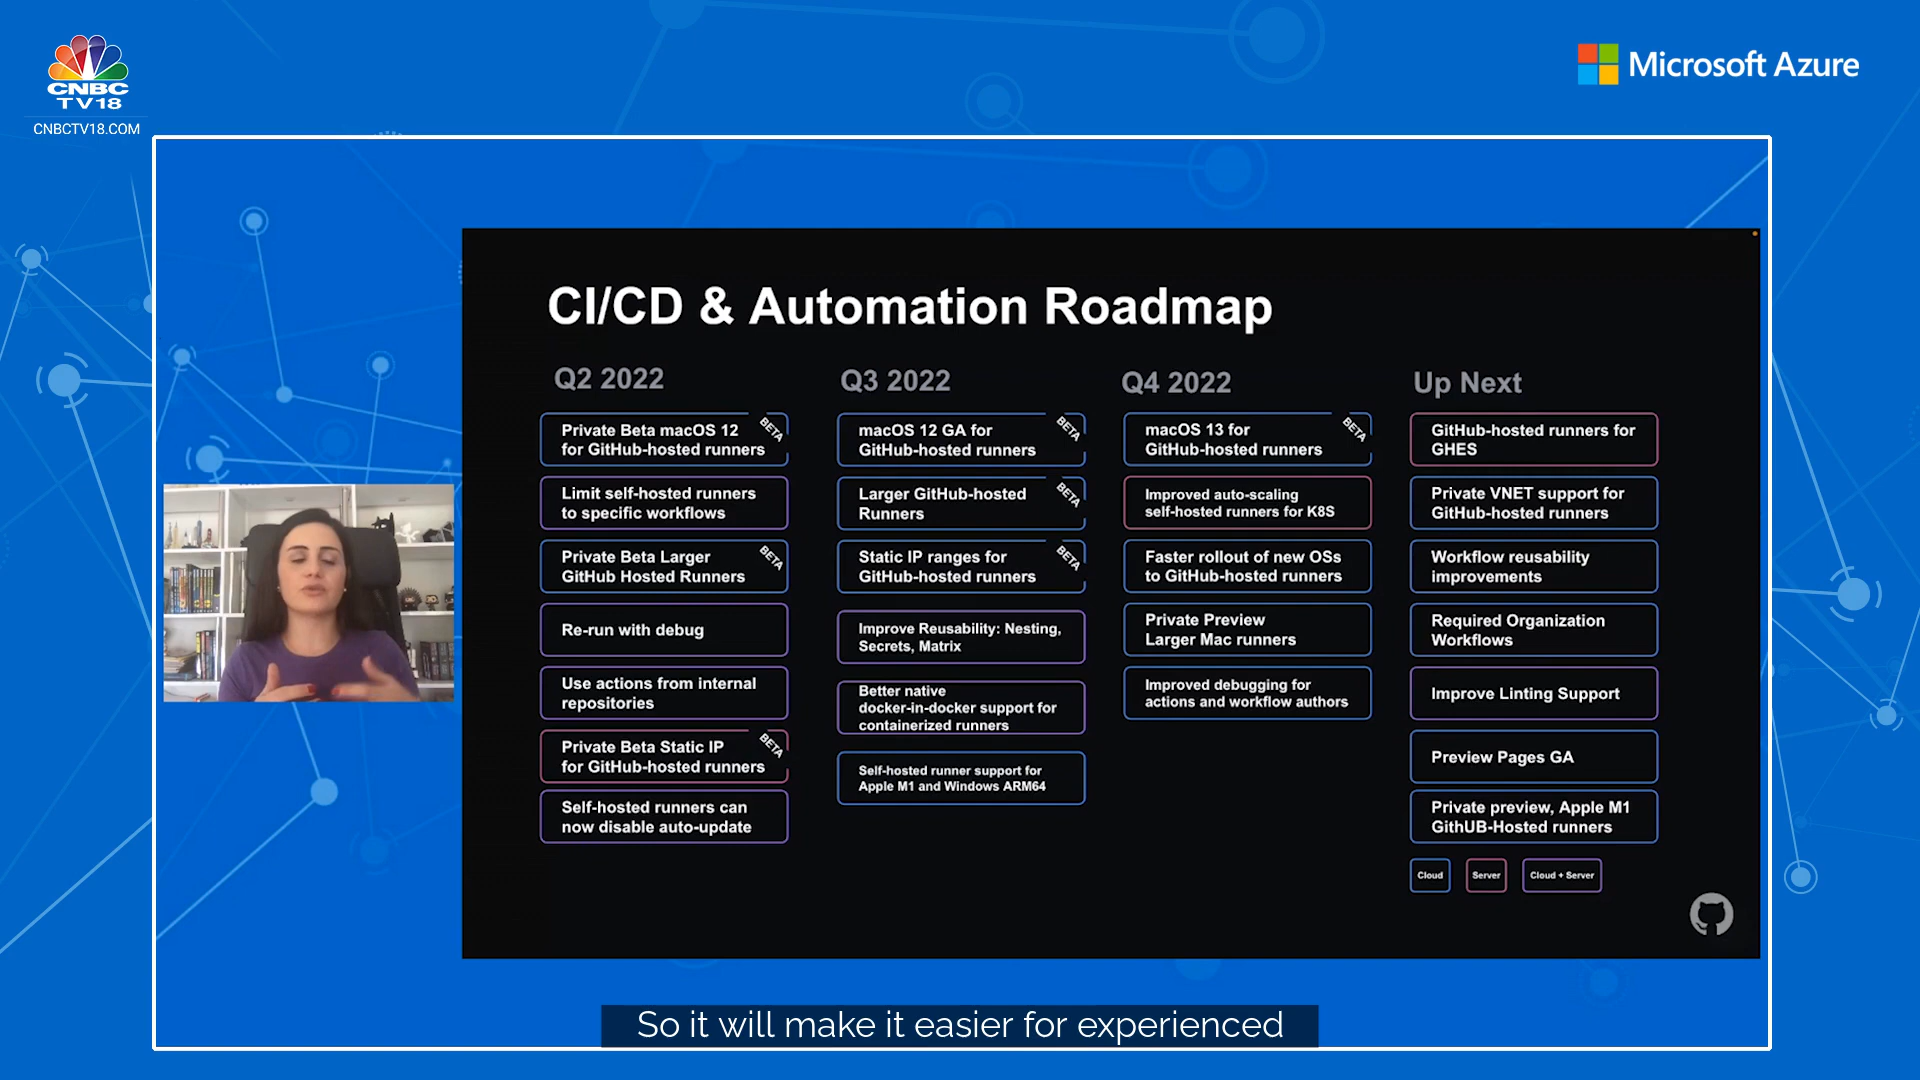 CNBC
TV18
CNBCTV18.COM
Microsoft Azure
CI/CD & Automation Roadmap
Q2 2022
Private Beta macOS 12
for GitHub-hosted runners
BETA
Limit self-hosted runners
to specific workflows
Private Beta Larger
GitHub Hosted Runners
BETA
Re-run with debug
Use actions from internal
repositories
Private Beta Static IP
for GitHub-hosted runners
BETA
Self-hosted runners can
now disable auto-update
Q3 2022
macOS 12 GA for
GitHub-hosted runners
BETA
Larger GitHub-hosted
Runners
BETA
Static IP ranges for
GitHub-hosted runners
BETA
Improve Reusability: Nesting,
Secrets, Matrix
Better native
docker-in-docker support for
containerized runners
Self-hosted runner support for
Apple M1 and Windows ARM64
Q4 2022
macOS 13 for
GitHub-hosted runners
BETA
Improved auto-scaling
self-hosted runners for K8S
Faster rollout of new OSs
to GitHub-hosted runners
Private Preview
Larger Mac runners
Improved debugging for
actions and workflow authors
Up Next
GitHub-hosted runners for
GHES
Private VNET support for
GitHub-hosted runners
Workflow reusability
improvements
Required Organization
Workflows
Improve Linting Support
Preview Pages GA
Private preview, Apple M1
GithUB-Hosted runners
Cloud
Server
Cloud + Server
So it will make it easier for experienced